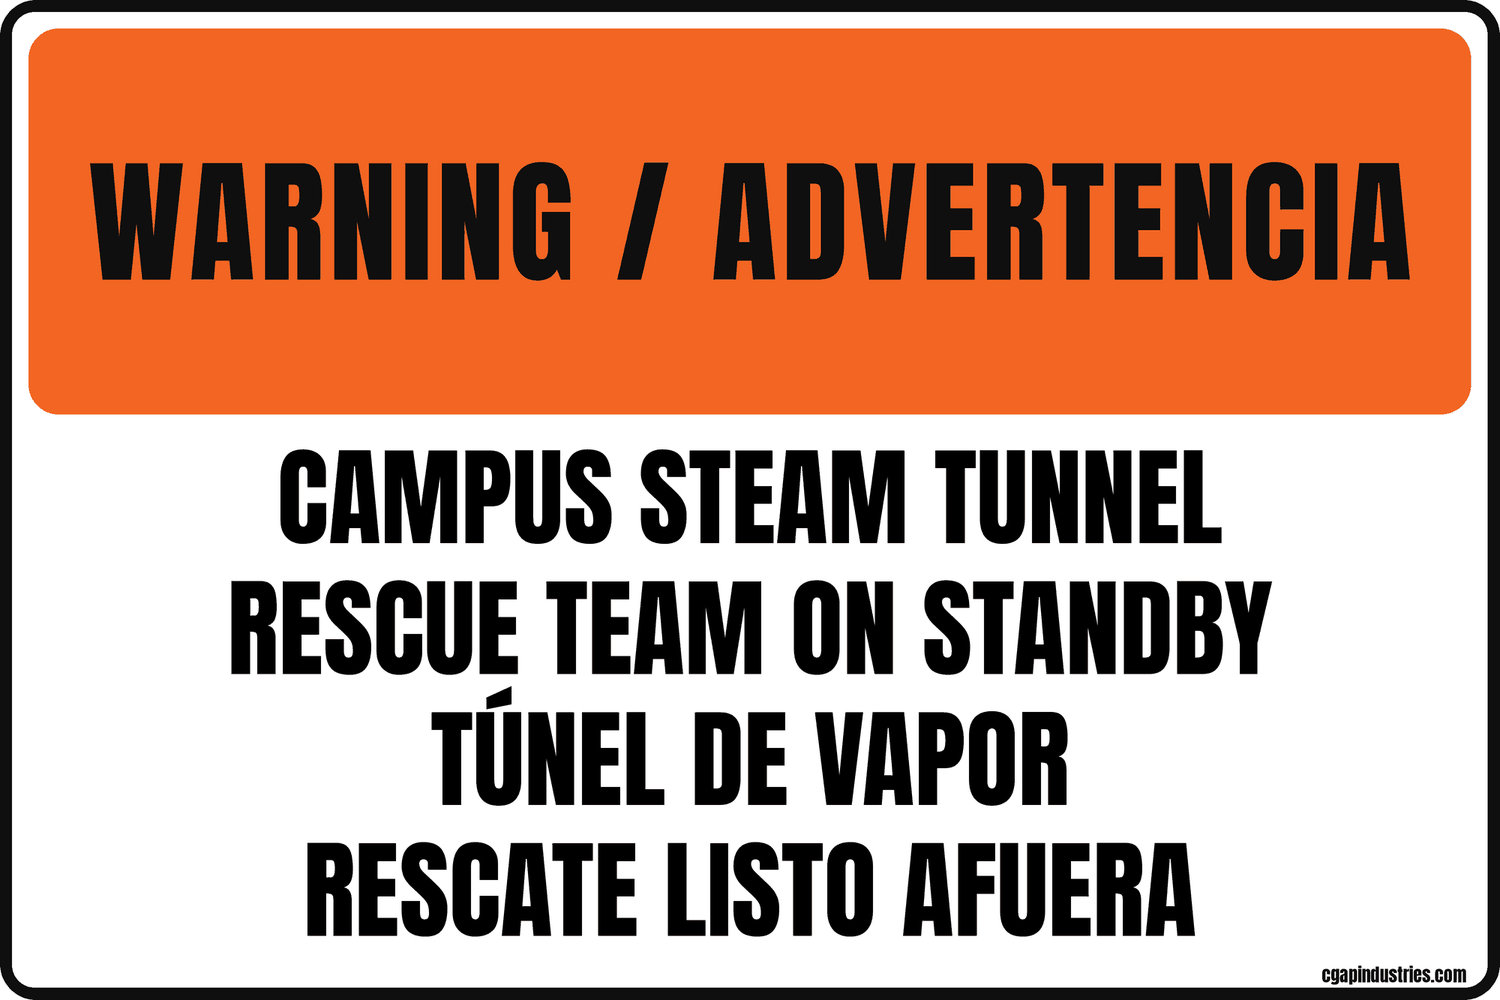 WARNING / ADVERTENCIA
CAMPUS STEAM TUNNEL
RESCUE TEAM ON STANDBY
TÚNEL DE VAPOR
RESCATE LISTO AFUERA
cgapindustries.com